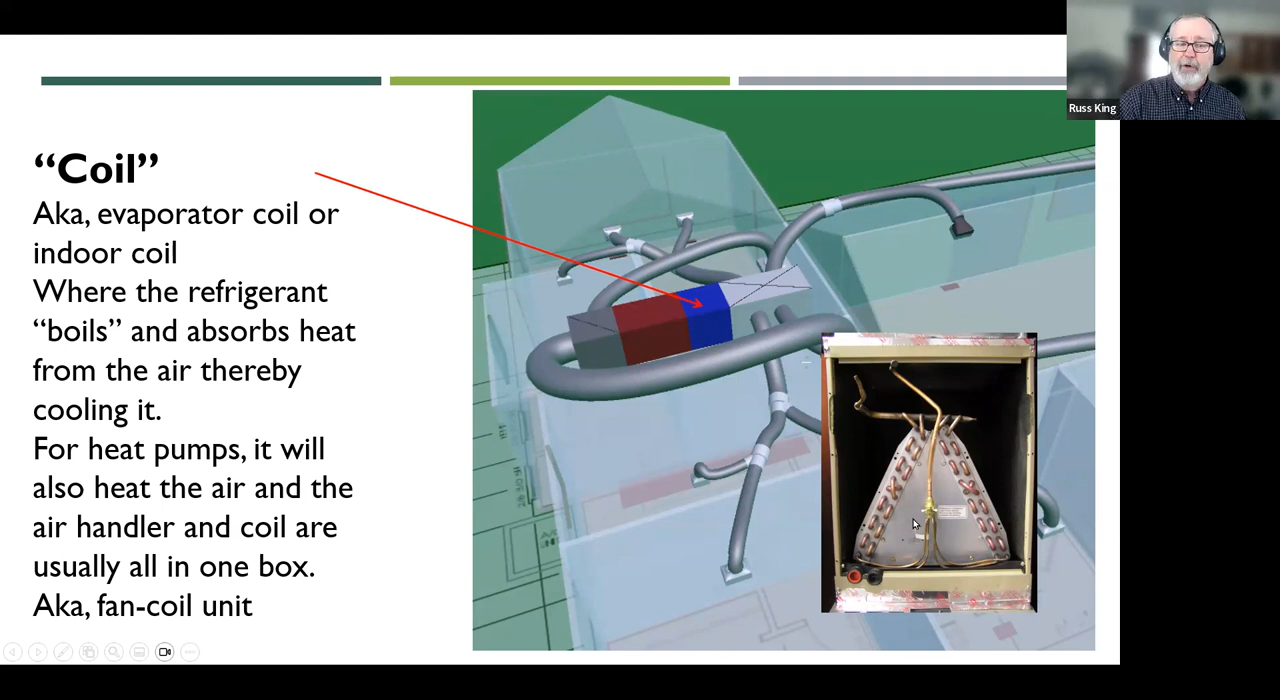 Russ King
“Coil”
Aka, evaporator coil or
indoor coil
Where the refrigerant
“boils” and absorbs heat
from the air thereby
cooling it.
For heat pumps, it will
also heat the air and the
air handler and coil are
usually all in one box.
Aka, fan-coil unit